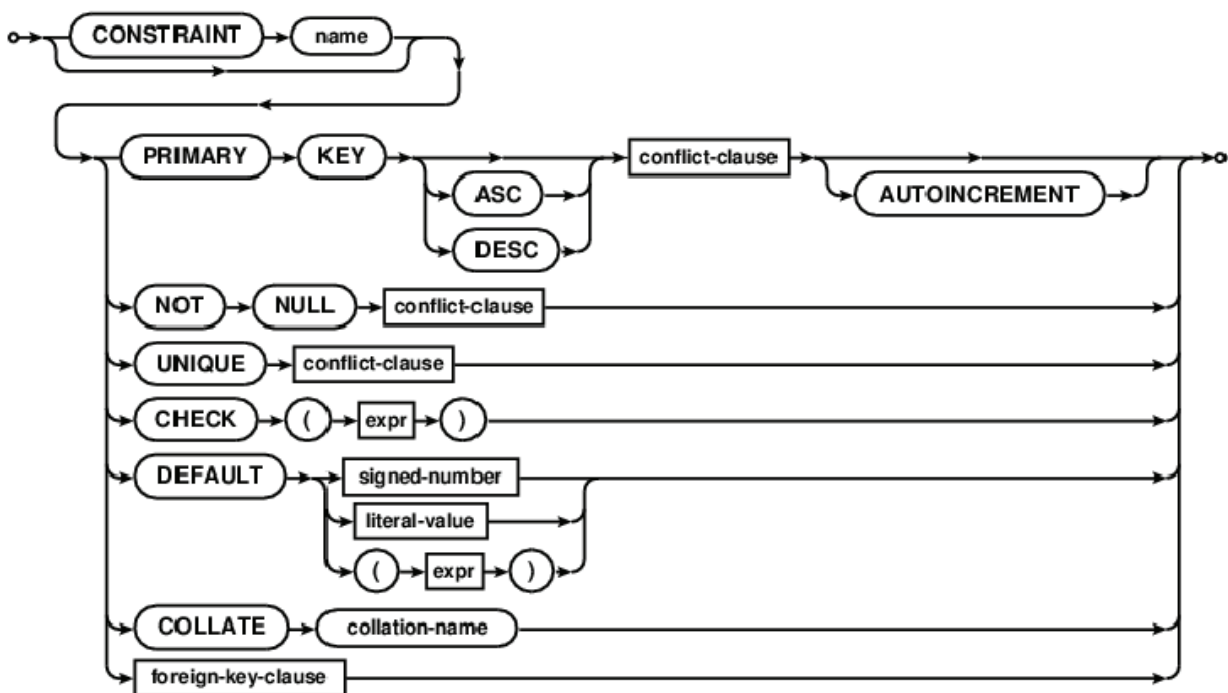 CONSTRAINT name
PRIMARY KEY conflict-clause
ASC AUTOINCREMENT
DESC
NOT NULL conflict-clause
UNIQUE conflict-clause
CHECK ( expr )
DEFAULT signed-number
literal-value
( expr )
COLLATE collation-name
foreign-key-clause